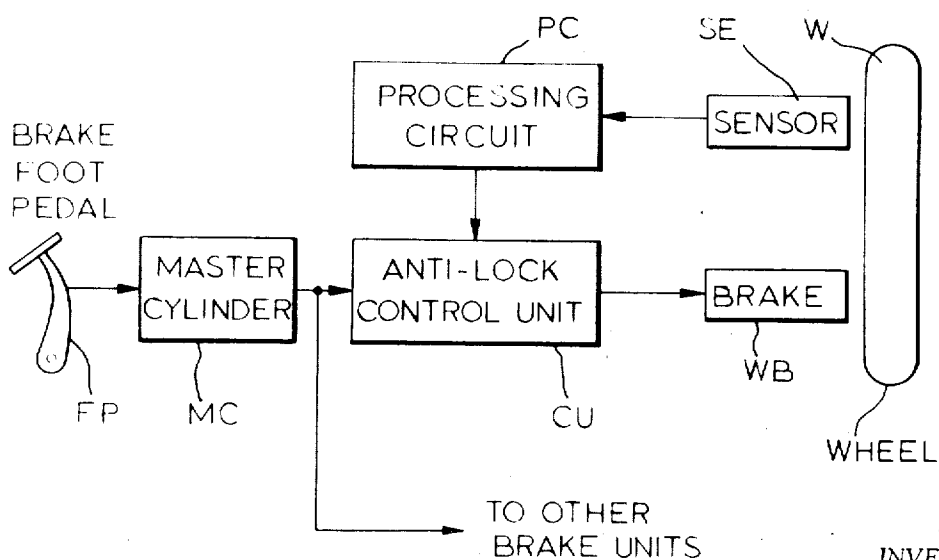 PC
SE
W
PROCESSING
CIRCUIT
SENSOR
BRAKE
FOOT
PEDAL
MASTER
CYLINDER
ANTI-LOCK
CONTROL UNIT
BRAKE
FP
MC
CU
WB
WHEEL
TO OTHER
BRAKE UNITS